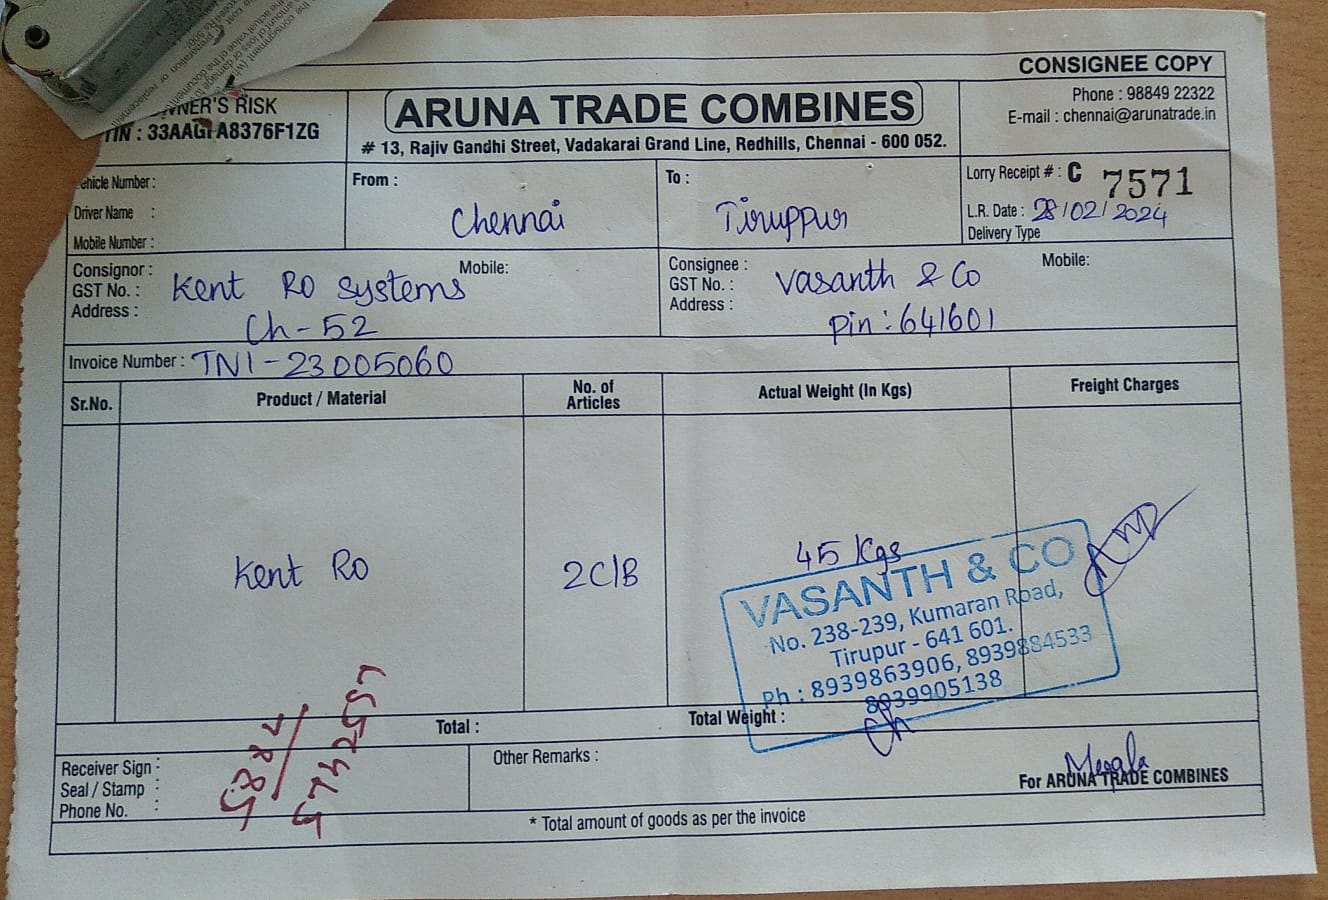 CONSIGNEE COPY
OWNER'S RISK
ARUNA TRADE COMBINES
Phone : 98849 22322
E-mail : chennai@arunatrade.in
# 13, Rajiv Gandhi Street, Vadakarai Grand Line, Redhills, Chennai - 600 052.
Vehicle Number :
Driver Name :
Mobile Number :
From :
Chennai
To :
Tiruppur
Lorry Receipt # : C 7571
L.R. Date : 28/02/2024
Delivery Type
Consignor :
GST No. :
Address :
Mobile:
Kent RO Systems
Ch-52
Consignee :
GST No. :
Address :
Mobile:
Vasanth & Co
Pin : 641601
Invoice Number : TN1-23005060
Sr.No. Product / Material No. of Articles Actual Weight (In Kgs) Freight Charges
Kent RO 2C/B 45 Kgs
VASANTH & CO
No. 238-239, Kumaran Road,
Tirupur - 641 601.
Ph : 8939863906, 8939884533
8939905138
Total : Total Weight :
Receiver Sign :
Seal / Stamp :
Phone No. :
Other Remarks :
Megala
For ARUNA TRADE COMBINES
* Total amount of goods as per the invoice